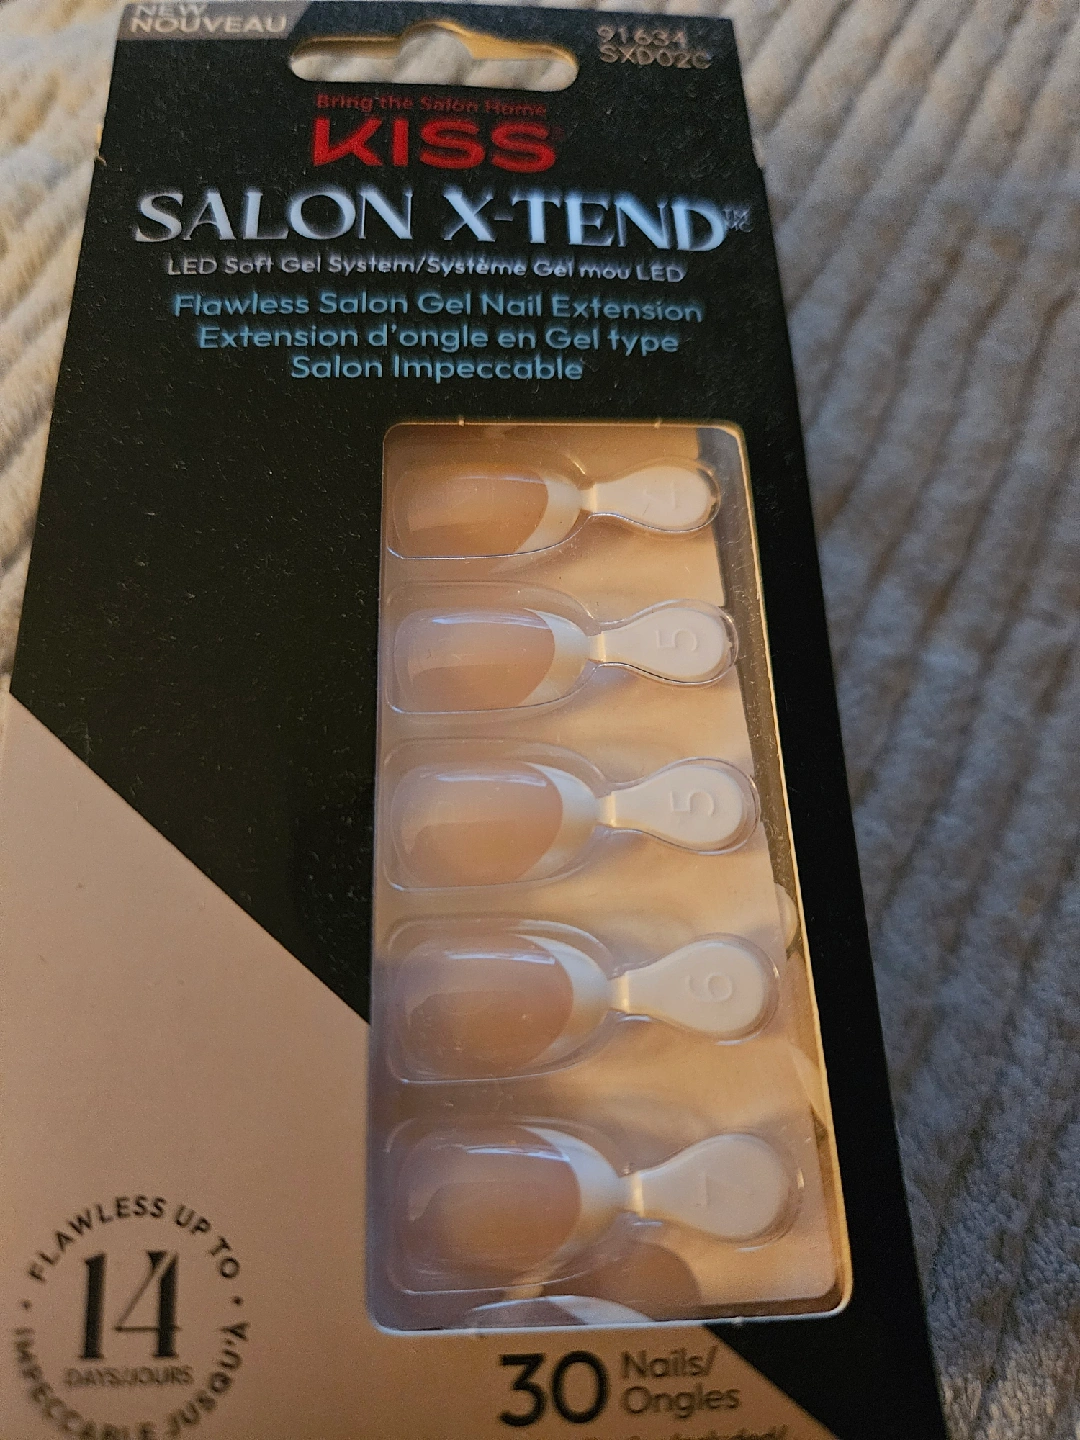 NEW
NOUVEAU
91634
SXD02C
Bring the Salon Home
KISS
SALON X-TEND
LED Soft Gel System/Système Gel mou LED
Flawless Salon Gel Nail Extension
Extension d'ongle en Gel type
Salon Impeccable
5
5
6
7
FLAWLESS UP TO
14
DAYS/JOURS
IMPECCABLE JUSQU'À
30 Nails/
Ongles